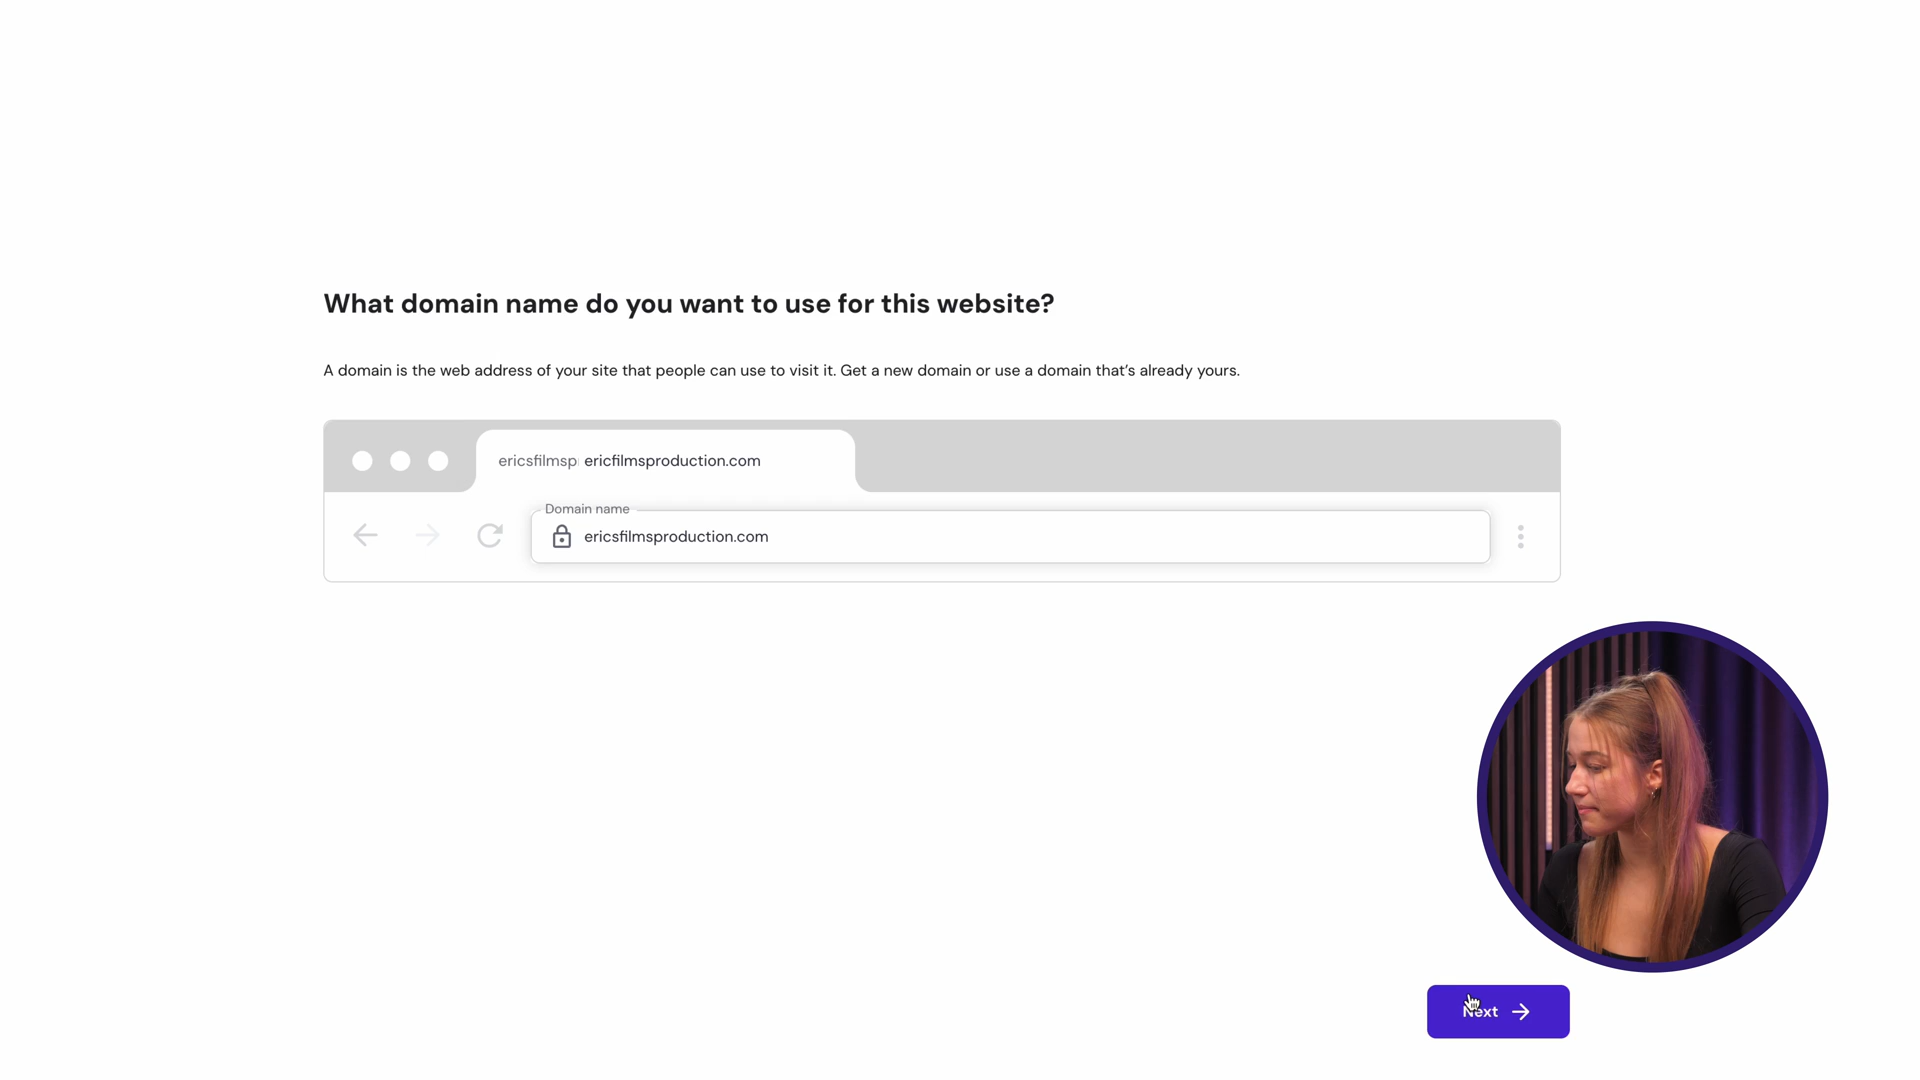 What domain name do you want to use for this website?
A domain is the web address of your site that people can use to visit it. Get a new domain or use a domain that's already yours.
ericsfilmsp ericfilmsproduction.com
Domain name
ericsfilmsproduction.com
Next